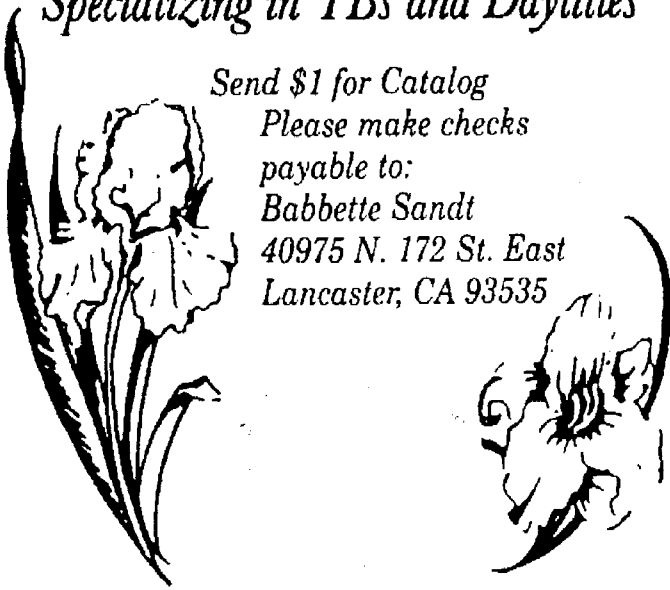 Specializing in TBs and Daylilies
Send $1 for Catalog
Please make checks
payable to:
Babbette Sandt
40975 N. 172 St. East
Lancaster, CA 93535